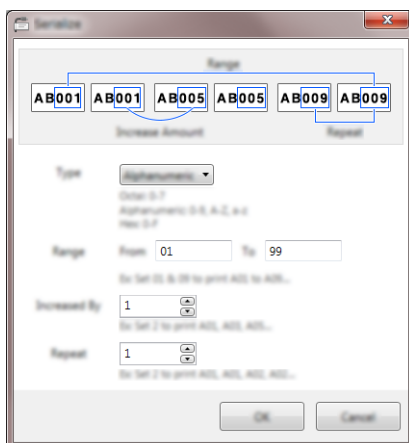 Serialize
Range
AB001 AB001 AB005 AB005 AB009 AB009
Increase Amount Repeat
Type Alphanumeric
Octal: 0-7
Alphanumeric: 0-9, A-Z, a-z
Hex: 0-F
Range From 01 To 99
Ex: Set 01 & 09 to print A01 to A09...
Increased By 1
Ex: Set 2 to print A01, A03, A05...
Repeat 1
Ex: Set 2 to print A01, A01, A02, A02...
OK Cancel